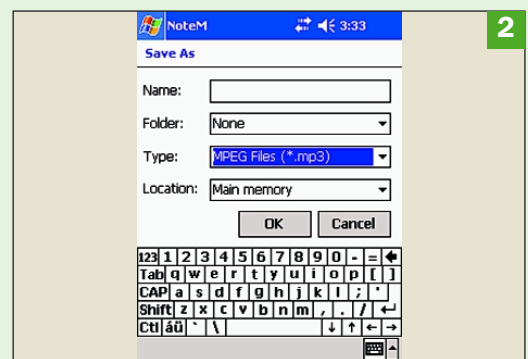 NoteM 3:33
2
Save As
Name:
Folder: None
Type: MPEG Files (*.mp3)
Location: Main memory
OK Cancel
123 1 2 3 4 5 6 7 8 9 0 - =
Tab q w e r t y u i o p [ ]
CAP a s d f g h j k l ; '
Shift z x c v b n m , . /
Ctl áü ` \